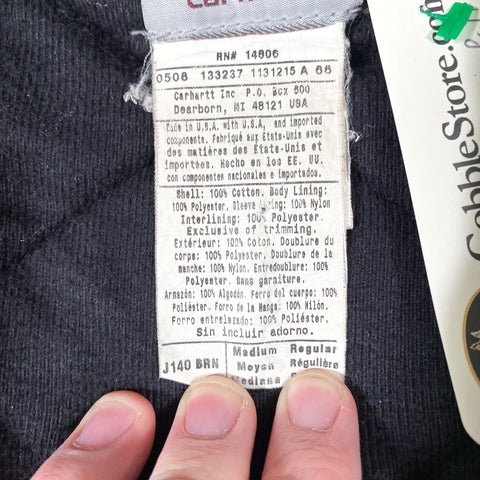 carhartt
RN# 14806
0508 133237 1131215 A 66
Carhartt Inc P.O. Box 600
Dearborn, MI 48121 USA
Made in U.S.A. with U.S.A. and imported
components. Fabriqué aux États-Unis avec
des matières des États-Unis et
importees. Hecho en los EE. UU.
con componentes nacionales e importados.
Shell: 100% Cotton. Body Lining:
100% Polyester. Sleeve Lining: 100% Nylon
Interlining: 100% Polyester.
Exclusive of trimming.
Extérieur: 100% Coton. Doublure du
corps: 100% Polyester. Doublure de la
manche: 100% Nylon. Entredoublure: 100%
Polyester. Sans garniture.
Armazón: 100% Algodón. Forro del cuerpo: 100%
Poliéster. Forro de la Manga: 100% Nilón.
Forro entretelado: 100% Poliéster.
Sin incluir adorno.
J140 BRN
Medium Regular
Moyen Régulière
Mediana
CobbleStore.com